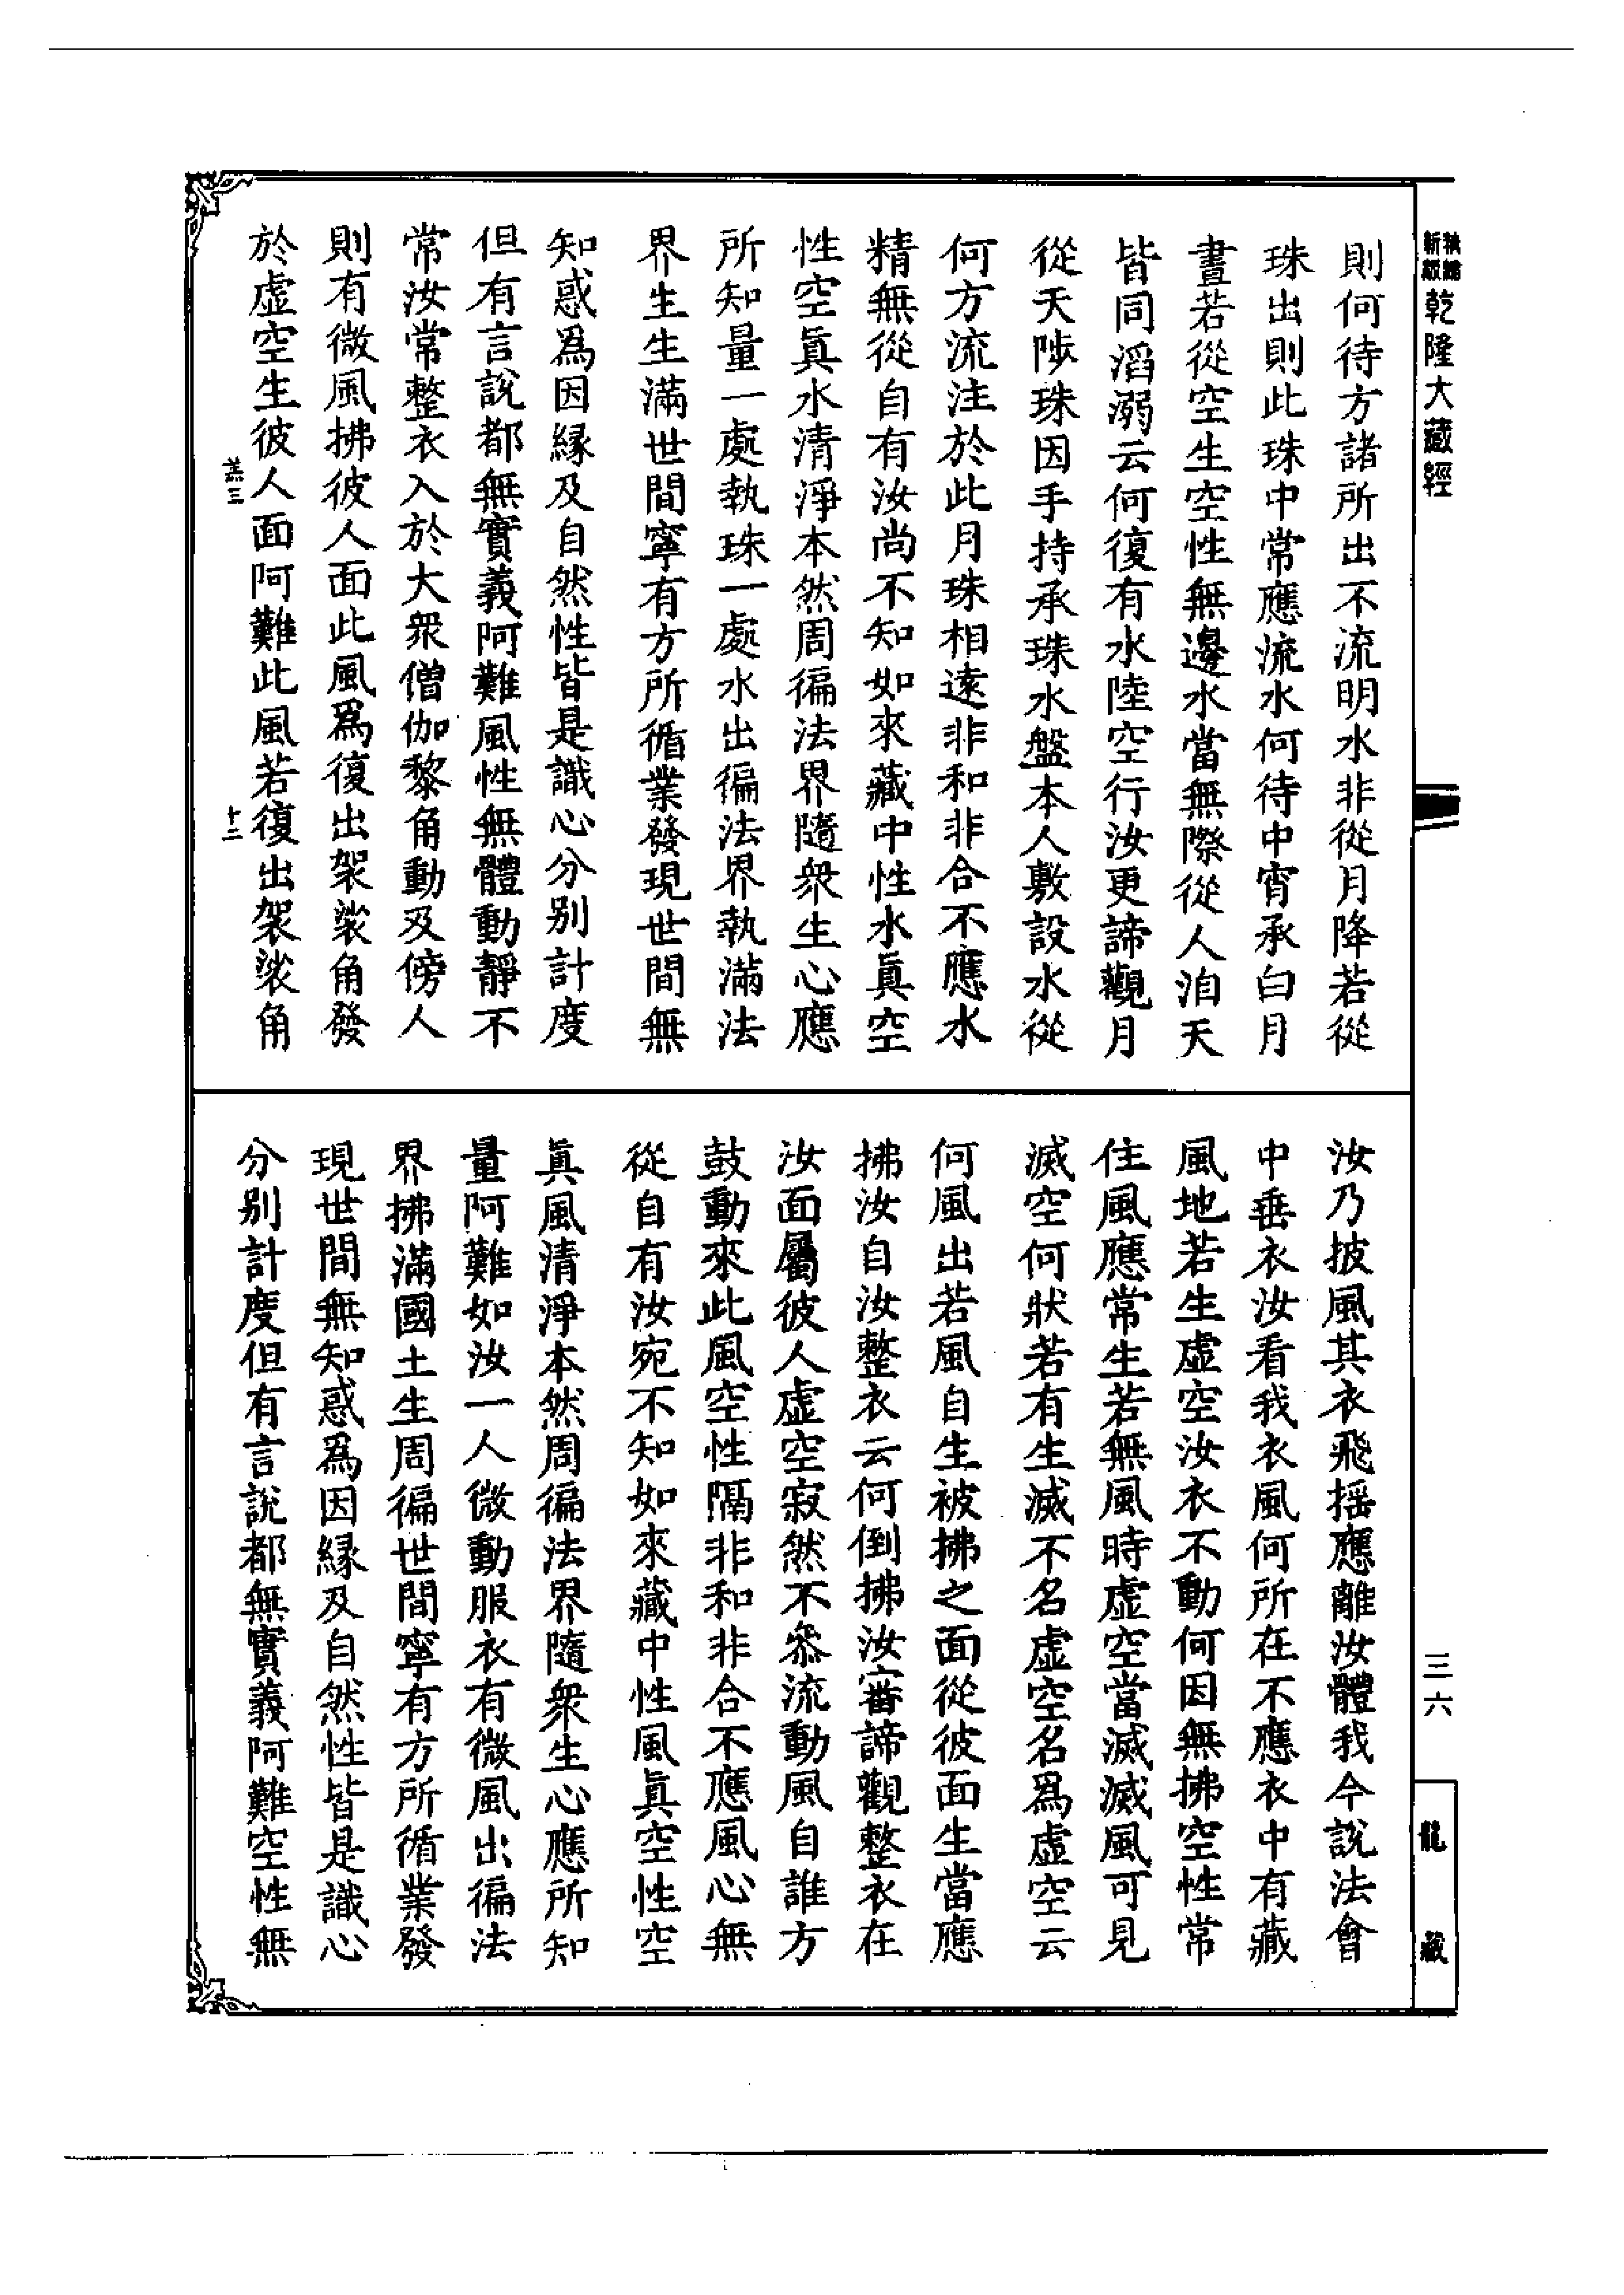 乾隆大藏經
則何待方諸所出不流明水非從月降若從
珠出則此珠中常應流水何待中宵承白月
晝若從空生空性無邊水當無際從人洎天
皆同滔溺云何復有水陸空行汝更諦觀月
從天陟珠因手持承珠水盤本人敷設水從
何方流注於此月珠相遠非和非合不應水
精無從自有汝尚不知如來藏中性水眞空
性空眞水清淨本然周徧法界隨衆生心應
所知量一處執珠一處水出徧法界執滿法
界生生滿世間寧有方所循業發現世間無
知惑爲因緣及自然性皆是識心分別計度
但有言說都無實義阿難風性無體動靜不
常汝常整衣入於大衆僧伽黎角動及傍人
則有微風拂彼人面此風爲復出袈裟角發
於虛空生彼人面阿難此風若復出袈裟角
十二
汝乃披風其衣飛搖應離汝體我今說法會
中垂衣汝看我衣風何所在不應衣中有藏
風地若生虛空汝衣不動何因無拂空性常
住風應常生若無風時虛空當滅滅風可見
滅空何狀若有生滅不名虛空名爲虛空云
何風出若風自生被拂之面從彼面生當應
拂汝自汝整衣云何倒拂汝審諦觀整衣在
汝面屬彼人虛空寂然不叅流動風自誰方
鼓動來此風空性隔非和非合不應風心無
從自有汝宛不知如來藏中性風眞空性空
眞風清淨本然周徧法界隨衆生心應所知
量阿難如汝一人微動服衣有微風出徧法
界拂滿國土生周徧世間寧有方所循業發
現世間無知惑爲因緣及自然性皆是識心
分別計度但有言說都無實義阿難空性無
三六
龍藏